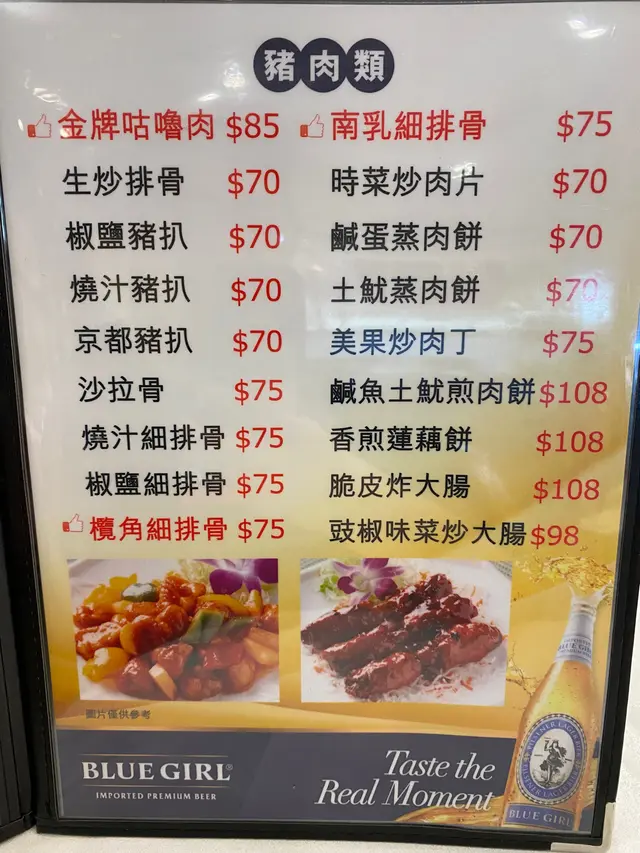 豬肉類
金牌咕嚕肉 $85
生炒排骨 $70
椒鹽豬扒 $70
燒汁豬扒 $70
京都豬扒 $70
沙拉骨 $75
燒汁細排骨 $75
椒鹽細排骨 $75
欖角細排骨 $75
南乳細排骨 $75
時菜炒肉片 $70
鹹蛋蒸肉餅 $70
土魷蒸肉餅 $70
美果炒肉丁 $75
鹹魚土魷煎肉餅 $108
香煎蓮藕餅 $108
脆皮炸大腸 $108
豉椒味菜炒大腸 $98
圖片僅供參考
BLUE GIRL®
IMPORTED PREMIUM BEER
Taste the
Real Moment
BLUE GIRL
BLUE GIRL